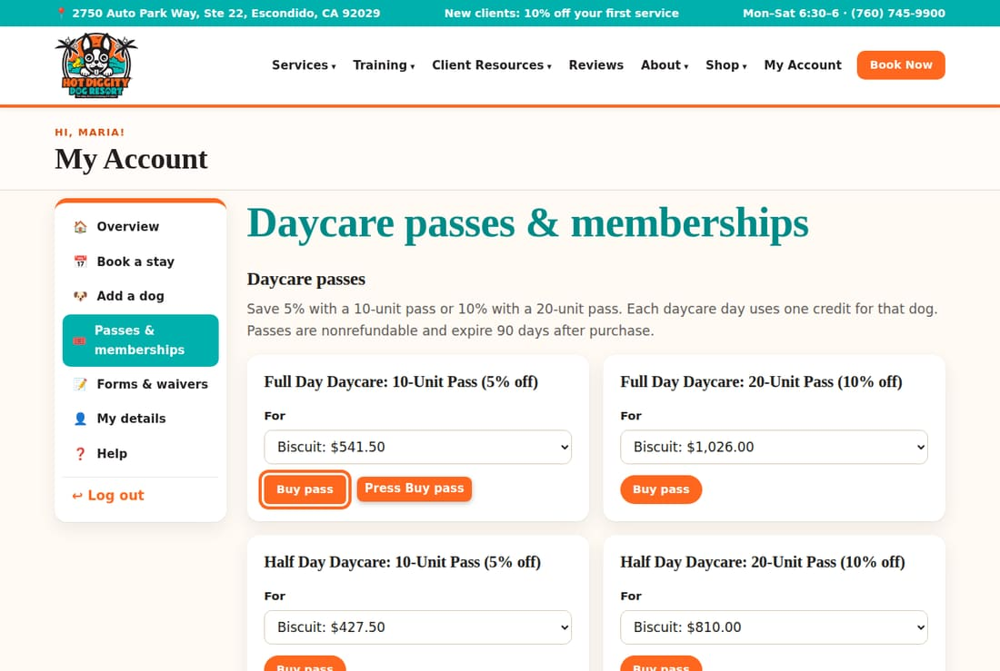 2750 Auto Park Way, Ste 22, Escondido, CA 92029
New clients: 10% off your first service
Mon–Sat 6:30–6 · (760) 745-9900
HOT DIGGITY
DOG RESORT
Services ▾
Training ▾
Client Resources ▾
Reviews
About ▾
Shop ▾
My Account
Book Now
HI, MARIA!
My Account
Overview
Book a stay
Add a dog
Passes &
memberships
Forms & waivers
My details
Help
↩ Log out
Daycare passes & memberships
Daycare passes
Save 5% with a 10-unit pass or 10% with a 20-unit pass. Each daycare day uses one credit for that dog.
Passes are nonrefundable and expire 90 days after purchase.
Full Day Daycare: 10-Unit Pass (5% off)
For
Biscuit: $541.50
Buy pass
Press Buy pass
Full Day Daycare: 20-Unit Pass (10% off)
For
Biscuit: $1,026.00
Buy pass
Half Day Daycare: 10-Unit Pass (5% off)
For
Biscuit: $427.50
Buy pass
Half Day Daycare: 20-Unit Pass (10% off)
For
Biscuit: $810.00
Buy pass